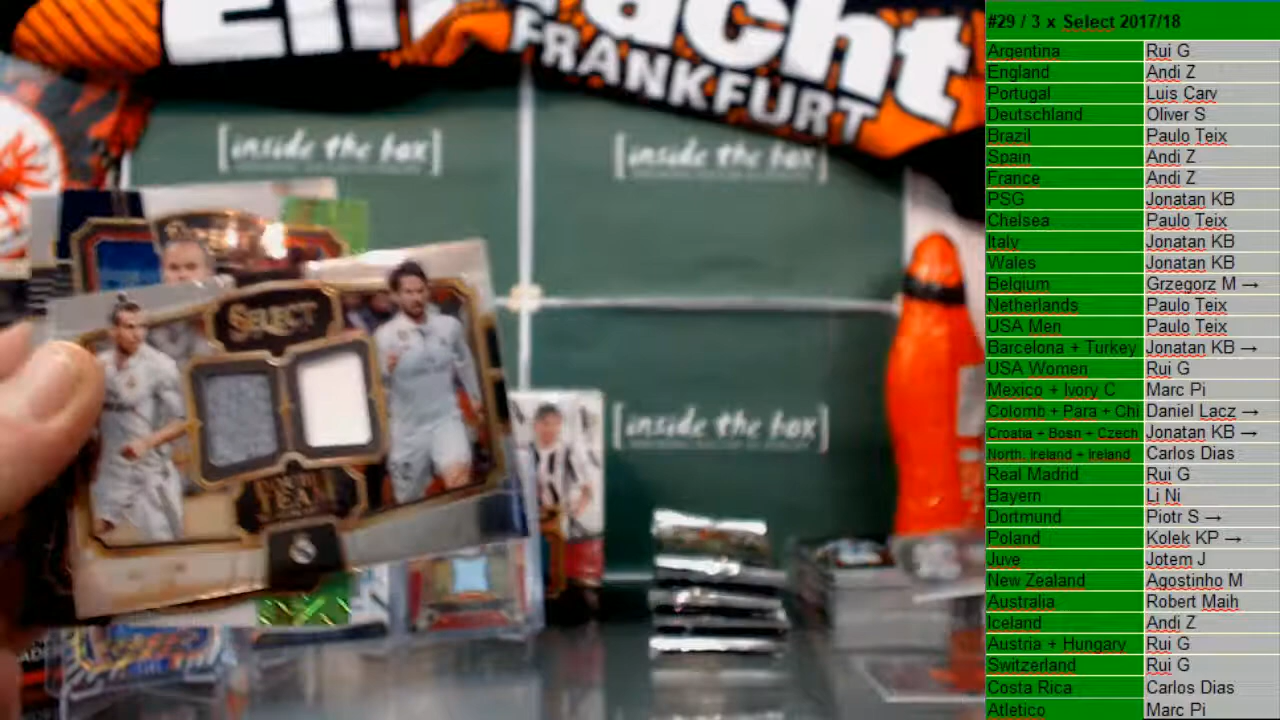 Eintracht
FRANKFURT
[inside the box]
[inside the box]
[inside the box]
SELECT
#29 / 3 x Select 2017/18
Argentina Rui G
England Andi Z
Portugal Luis Carv
Deutschland Oliver S
Brazil Paulo Teix
Spain Andi Z
France Andi Z
PSG Jonatan KB
Chelsea Paulo Teix
Italy Jonatan KB
Wales Jonatan KB
Belgium Grzegorz M →
Netherlands Paulo Teix
USA Men Paulo Teix
Barcelona + Turkey Jonatan KB →
USA Women Rui G
Mexico + Ivory C Marc Pi
Colomb + Para + Chi Daniel Lacz →
Croatia + Bosn + Czech Jonatan KB →
North. Ireland + Ireland Carlos Dias
Real Madrid Rui G
Bayern Li Ni
Dortmund Piotr S →
Poland Kolek KP →
Juve Jotem J
New Zealand Agostinho M
Australia Robert Maih
Iceland Andi Z
Austria + Hungary Rui G
Switzerland Rui G
Costa Rica Carlos Dias
Atletico Marc Pi